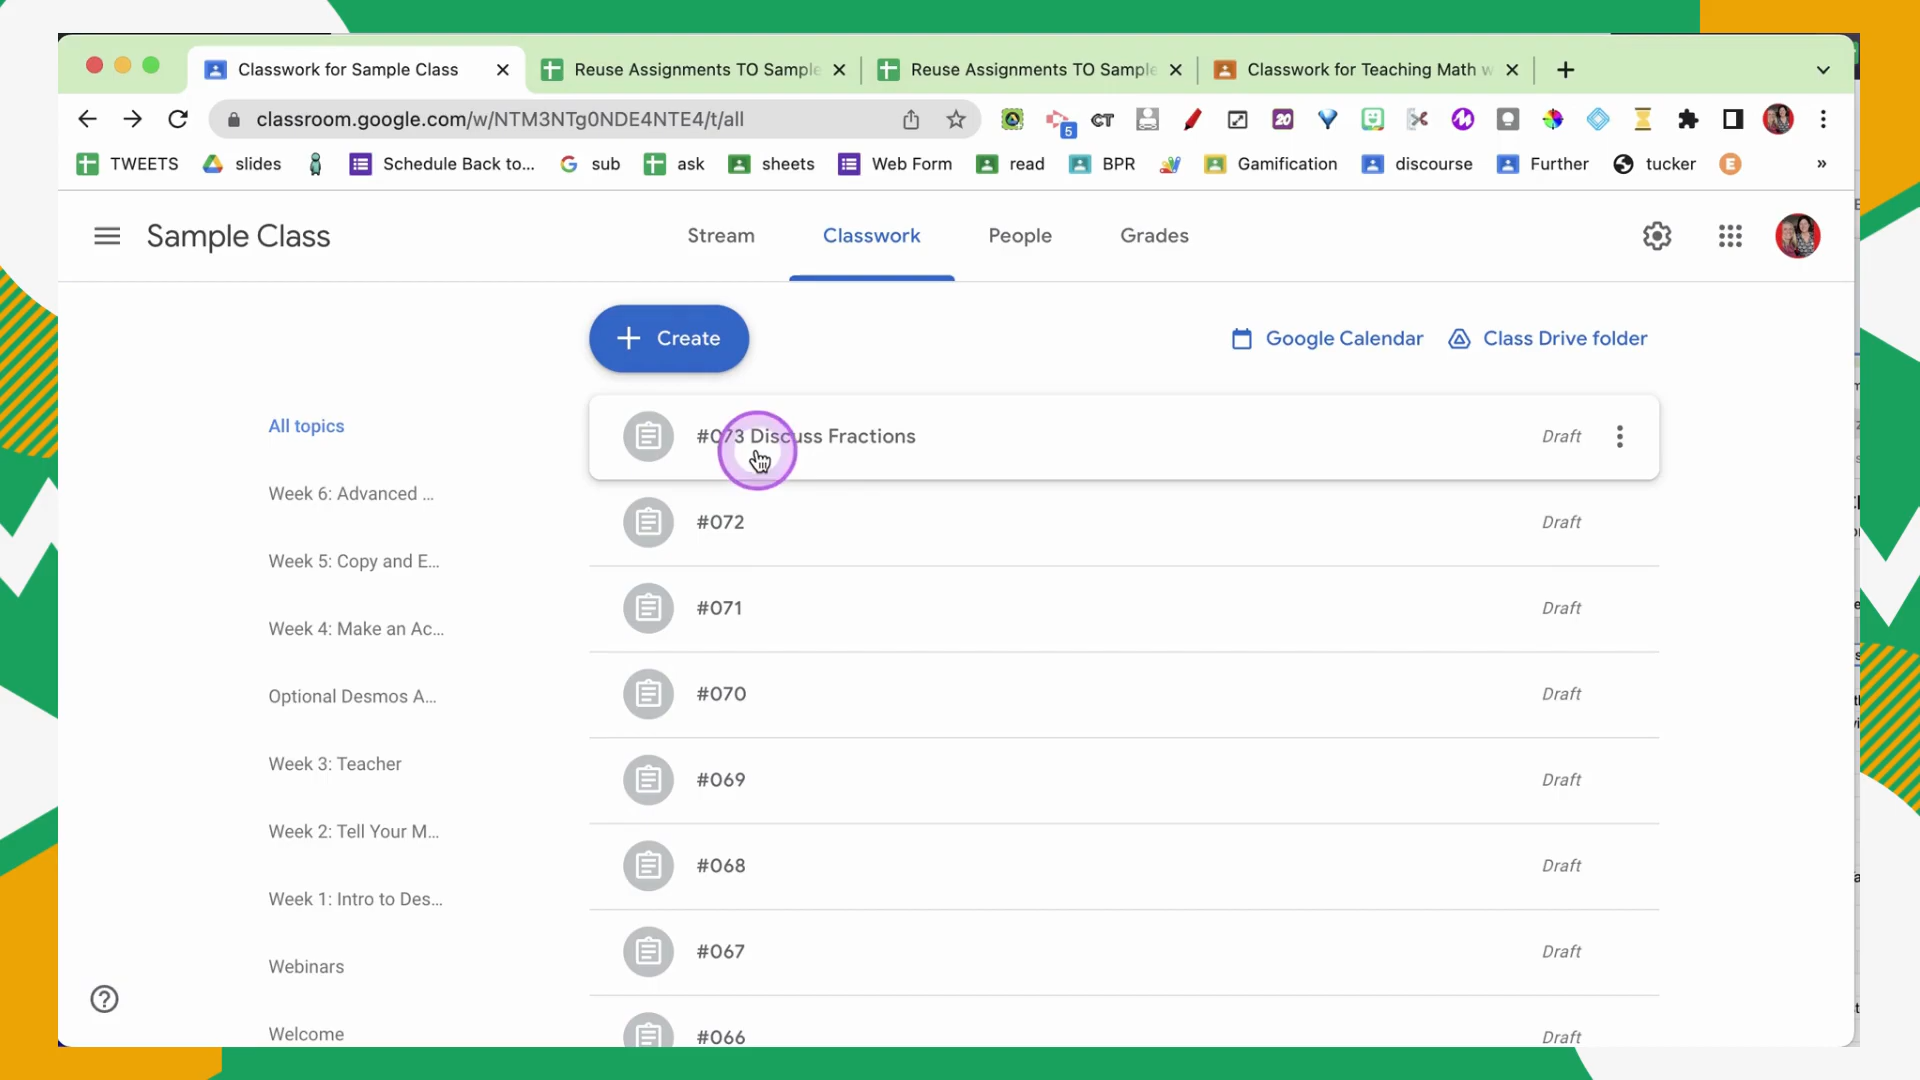 Classwork for Sample Class
Reuse Assignments TO Sample
Reuse Assignments TO Sample
Classwork for Teaching Math w
classroom.google.com/w/NTM3NTg0NDE4NTE4/t/all
5
CT
20
TWEETS
slides
Schedule Back to...
sub
ask
sheets
Web Form
read
BPR
Gamification
discourse
Further
tucker
E
»
Sample Class
Stream
Classwork
People
Grades
Create
Google Calendar
Class Drive folder
All topics
Week 6: Advanced ...
Week 5: Copy and E...
Week 4: Make an Ac...
Optional Desmos A...
Week 3: Teacher
Week 2: Tell Your M...
Week 1: Intro to Des...
Webinars
Welcome
#073 Discuss Fractions
Draft
#072
Draft
#071
Draft
#070
Draft
#069
Draft
#068
Draft
#067
Draft
#066
Draft